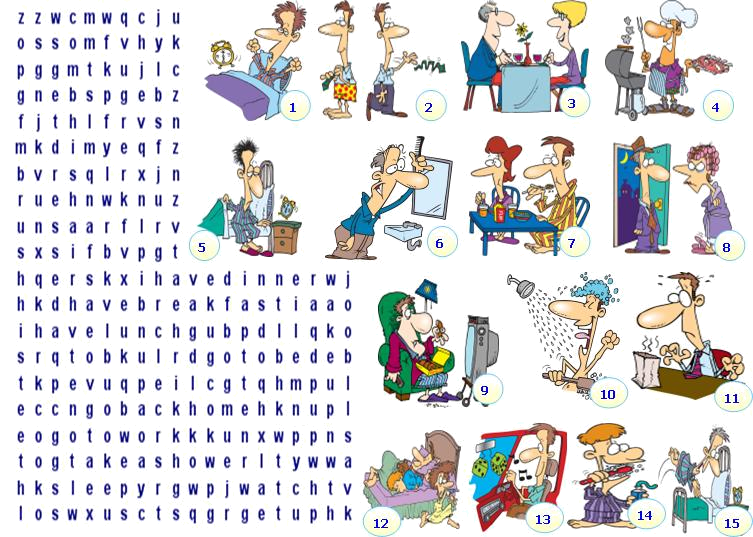 z z w c m w q c j u
o s s o m f v h y k
p g g m t k u j l c
g n e b s p g e b z
f j t h l f r v s n
m k d i m y e q f z
b v r s q l r x j n
r u e h n w k n u z
u n s a a r f l r v
s x s i f b v p g t
h q e r s k x i h a v e d i n n e r w j
h k d h a v e b r e a k f a s t i a a o
i h a v e l u n c h g u b p d l l q k o
s r q t o b k u l r d g o t o b e d e b
t k p e v u q p e i l c g t q h m p u l
e c c n g o b a c k h o m e h k n u p l
e o g o t o w o r k k k u n x w p p n s
t o g t a k e a s h o w e r l t y w w a
h k s l e e p y r g w p j w a t c h t v
l o s w x u s c t s q g r g e t u p h k
1
2
3
4
5
6
7
8
9
10
11
12
13
14
15